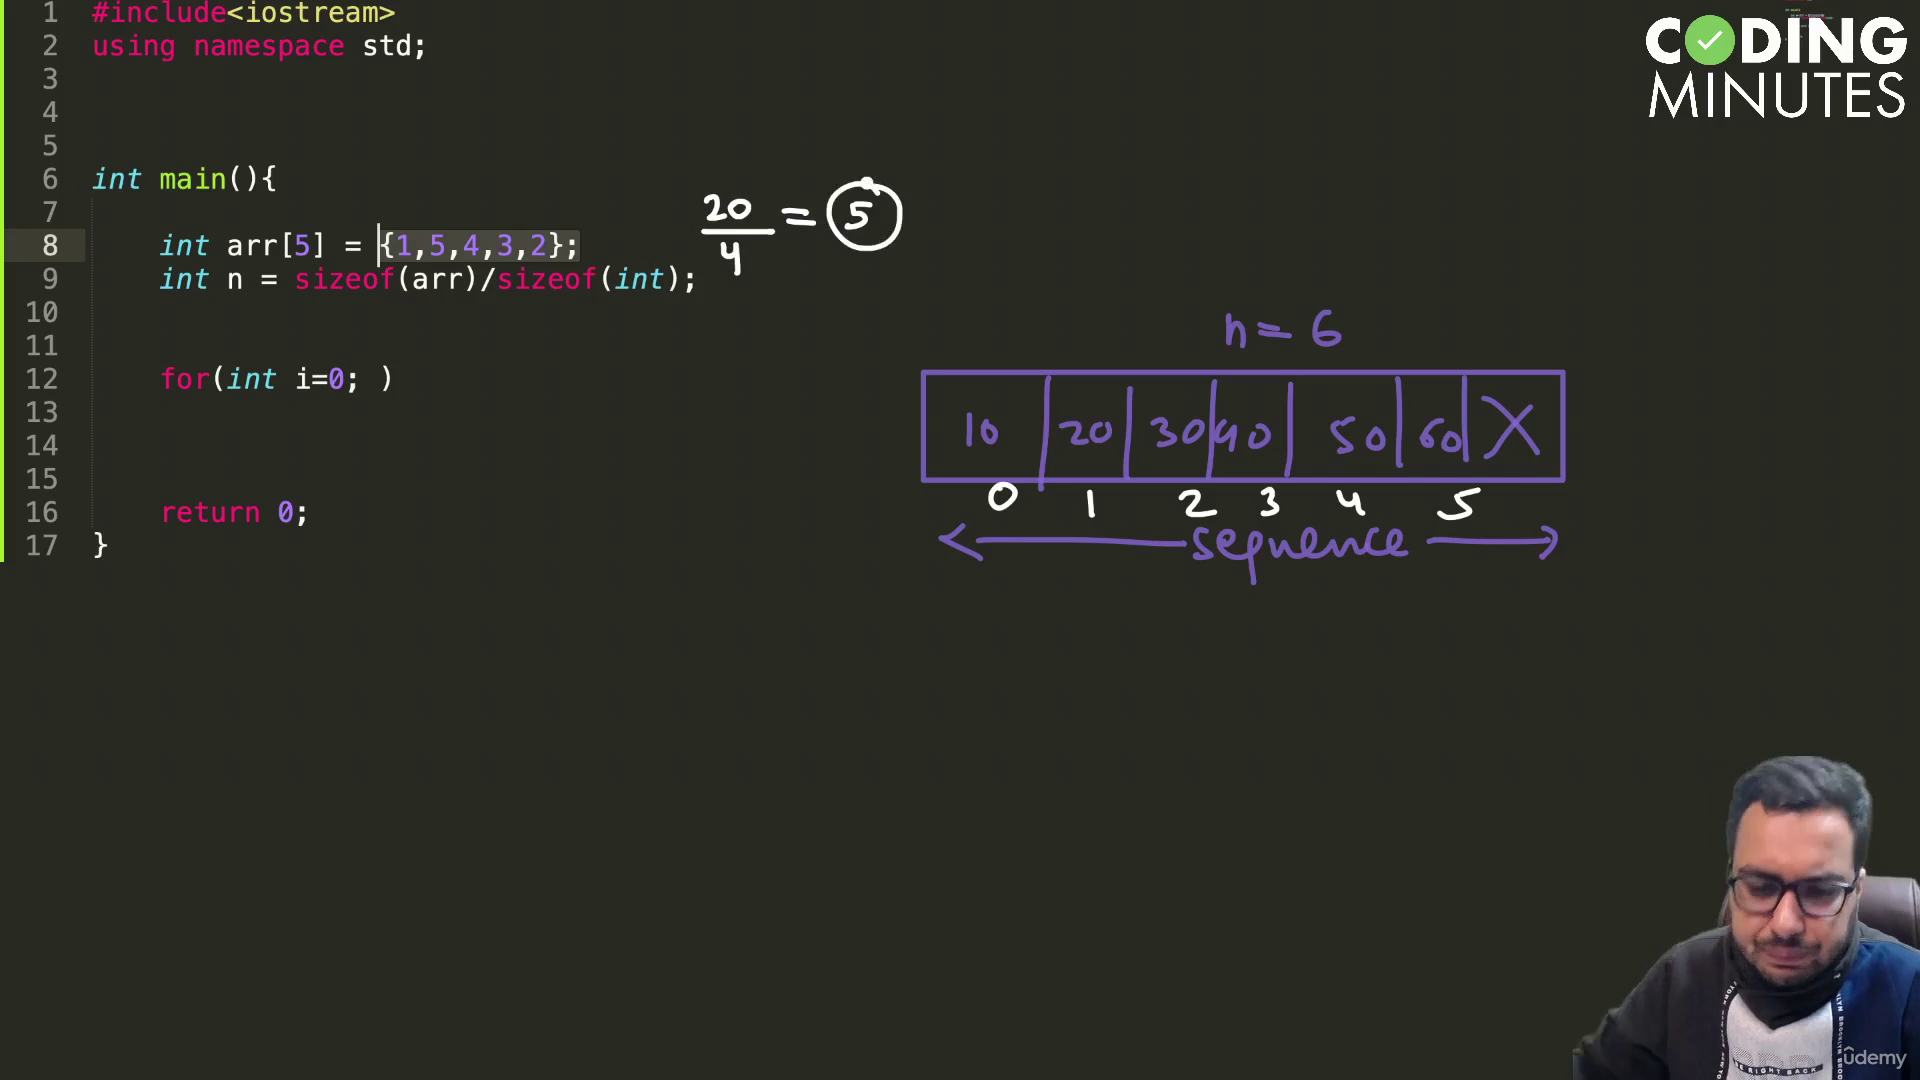 1 #include<iostream>
2 using namespace std;
3
4
5
6 int main(){
7
8 int arr[5] = {1,5,4,3,2};
9 int n = sizeof(arr)/sizeof(int);
10
11
12 for(int i=0; )
13
14
15
16 return 0;
17 }
20
4
= 5
n = 6
10 20 30 40 50 60 X
0 1 2 3 4 5
sequence
CODING
MINUTES
udemy